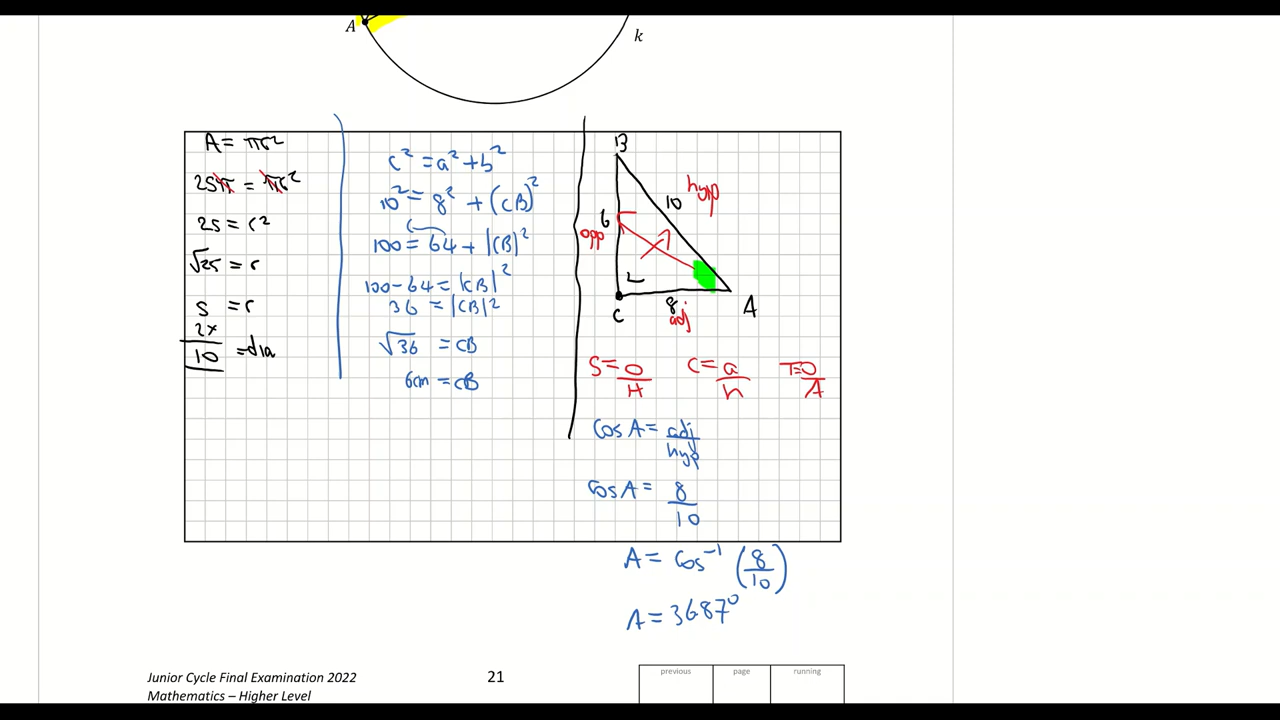 A
k
A = πr²
25π = πr²
25 = r²
√25 = r
5 = r
2x
10 = dia
c² = a² + b²
10² = 8² + (CB)²
100 = 64 + |CB|²
100 - 64 = |CB|²
36 = |CB|²
√36 = CB
6cm = CB
B
hyp
10
6
opp
8
C
adj
A
S = O/H C = a/h T = O/A
Cos A = adj/hyp
Cos A = 8/10
A = Cos⁻¹ (8/10)
A = 3687⁰
Junior Cycle Final Examination 2022
Mathematics – Higher Level
21
previous page running